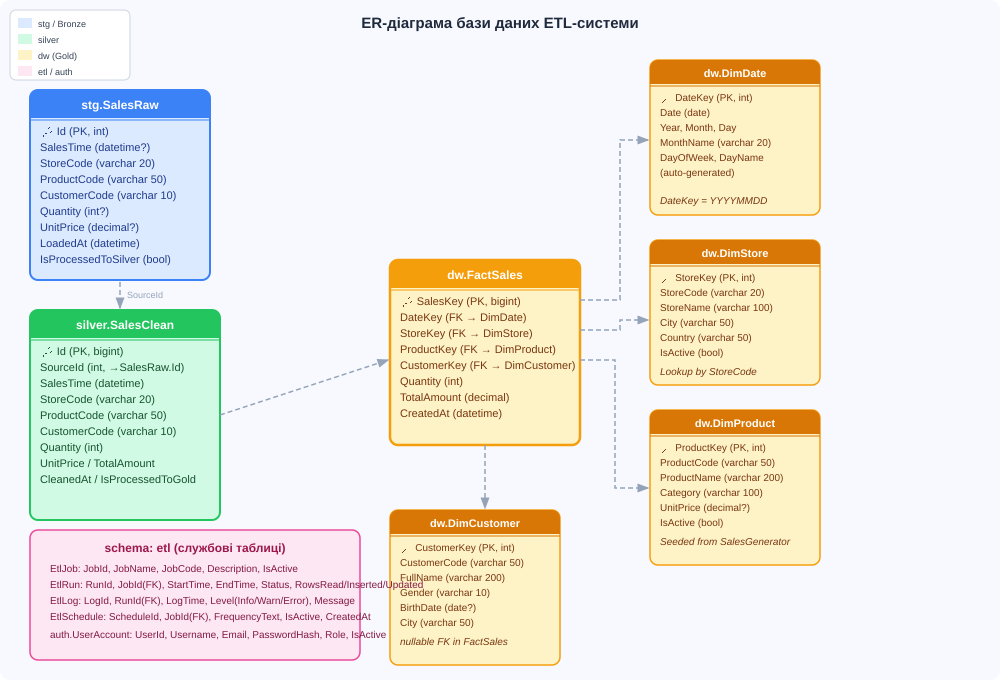 ER-діаграма бази даних ETL-системи
stg / Bronze
silver
dw (Gold)
etl / auth
stg.SalesRaw
Id (PK, int)
SalesTime (datetime?)
StoreCode (varchar 20)
ProductCode (varchar 50)
CustomerCode (varchar 10)
Quantity (int?)
UnitPrice (decimal?)
LoadedAt (datetime)
IsProcessedToSilver (bool)
SourceId
silver.SalesClean
Id (PK, bigint)
SourceId (int, →SalesRaw.Id)
SalesTime (datetime)
StoreCode (varchar 20)
ProductCode (varchar 50)
CustomerCode (varchar 10)
Quantity (int)
UnitPrice / TotalAmount
CleanedAt / IsProcessedToGold
schema: etl (службові таблиці)
EtlJob: JobId, JobName, JobCode, Description, IsActive
EtlRun: RunId, JobId(FK), StartTime, EndTime, Status, RowsRead/Inserted/Updated
EtlLog: LogId, RunId(FK), LogTime, Level(Info/Warn/Error), Message
EtlSchedule: ScheduleId, JobId(FK), FrequencyText, IsActive, CreatedAt
auth.UserAccount: UserId, Username, Email, PasswordHash, Role, IsActive
dw.FactSales
SalesKey (PK, bigint)
DateKey (FK → DimDate)
StoreKey (FK → DimStore)
ProductKey (FK → DimProduct)
CustomerKey (FK → DimCustomer)
Quantity (int)
TotalAmount (decimal)
CreatedAt (datetime)
dw.DimCustomer
CustomerKey (PK, int)
CustomerCode (varchar 50)
FullName (varchar 200)
Gender (varchar 10)
BirthDate (date?)
City (varchar 50)
nullable FK in FactSales
dw.DimDate
DateKey (PK, int)
Date (date)
Year, Month, Day
MonthName (varchar 20)
DayOfWeek, DayName
(auto-generated)
DateKey = YYYYMMDD
dw.DimStore
StoreKey (PK, int)
StoreCode (varchar 20)
StoreName (varchar 100)
City (varchar 50)
Country (varchar 50)
IsActive (bool)
Lookup by StoreCode
dw.DimProduct
ProductKey (PK, int)
ProductCode (varchar 50)
ProductName (varchar 200)
Category (varchar 100)
UnitPrice (decimal?)
IsActive (bool)
Seeded from SalesGenerator